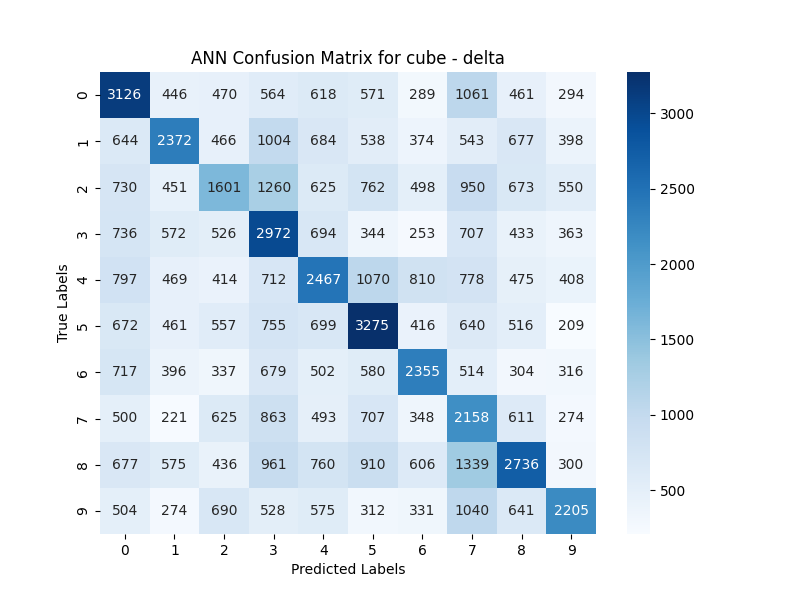 ANN Confusion Matrix for cube - delta
0 3126 446 470 564 618 571 289 1061 461 294
1 644 2372 466 1004 684 538 374 543 677 398
2 730 451 1601 1260 625 762 498 950 673 550
3 736 572 526 2972 694 344 253 707 433 363
4 797 469 414 712 2467 1070 810 778 475 408
5 672 461 557 755 699 3275 416 640 516 209
6 717 396 337 679 502 580 2355 514 304 316
7 500 221 625 863 493 707 348 2158 611 274
8 677 575 436 961 760 910 606 1339 2736 300
9 504 274 690 528 575 312 331 1040 641 2205
0 1 2 3 4 5 6 7 8 9
Predicted Labels
True Labels
3000
2500
2000
1500
1000
500